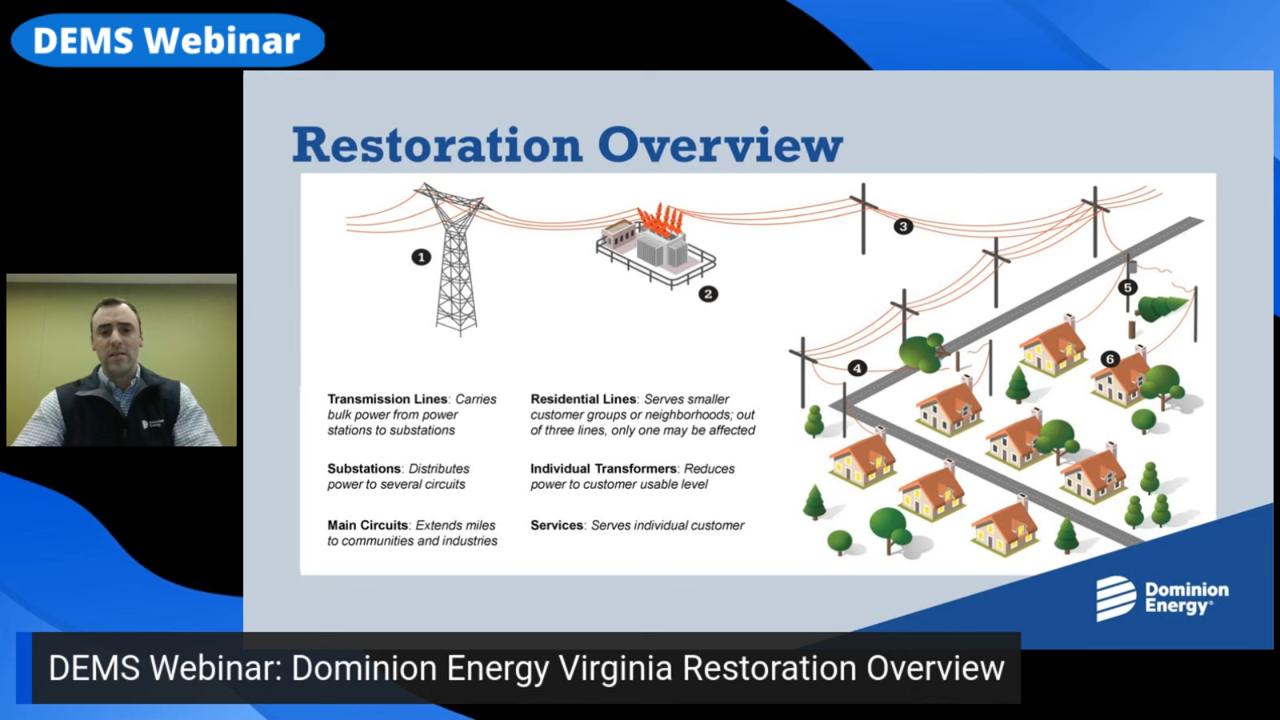 DEMS Webinar
Restoration Overview
1
2
3
4
5
6
Transmission Lines: Carries
bulk power from power
stations to substations
Substations: Distributes
power to several circuits
Main Circuits: Extends miles
to communities and industries
Residential Lines: Serves smaller
customer groups or neighborhoods; out
of three lines, only one may be affected
Individual Transformers: Reduces
power to customer usable level
Services: Serves individual customer
Dominion
Energy
Dominion
Energy®
DEMS Webinar: Dominion Energy Virginia Restoration Overview